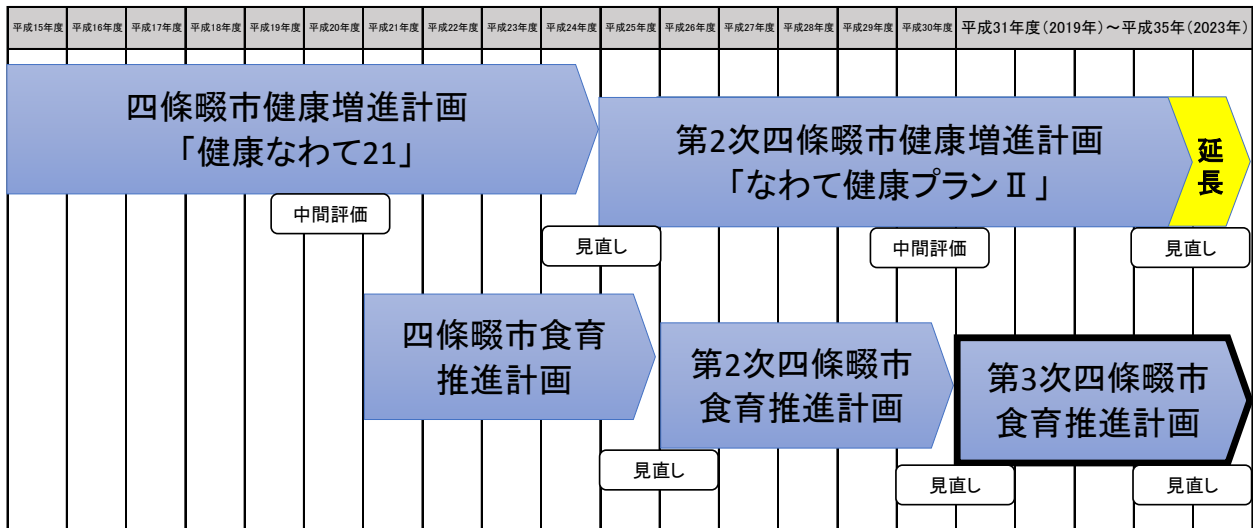 平成15年度 平成16年度 平成17年度 平成18年度 平成19年度 平成20年度 平成21年度 平成22年度 平成23年度 平成24年度 平成25年度 平成26年度 平成27年度 平成28年度 平成29年度 平成30年度 平成31年度(2019年)~平成35年(2023年)
四條畷市健康増進計画
「健康なわて21」
中間評価
見直し
第2次四條畷市健康増進計画
「なわて健康プランⅡ」
延長
中間評価
見直し
四條畷市食育
推進計画
見直し
第2次四條畷市
食育推進計画
見直し
第3次四條畷市
食育推進計画
見直し